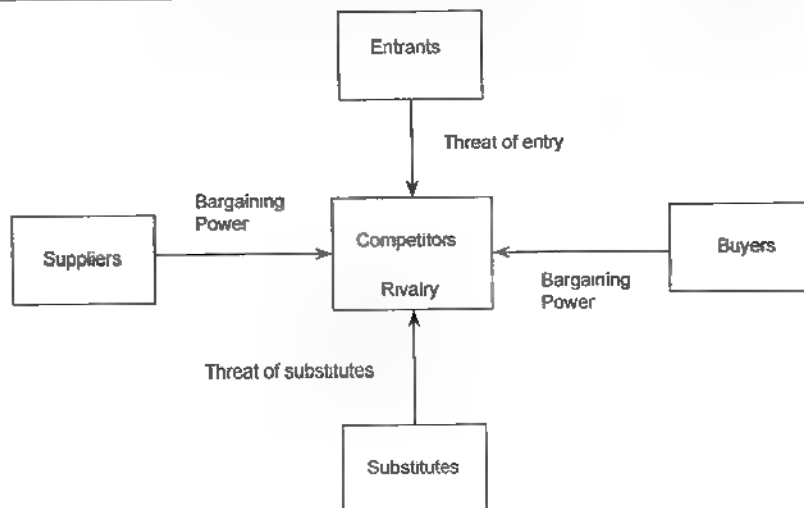 Entrants
Threat of entry
Bargaining
Power
Suppliers
Competitors
Rivalry
Buyers
Bargaining
Power
Threat of substitutes
Substitutes